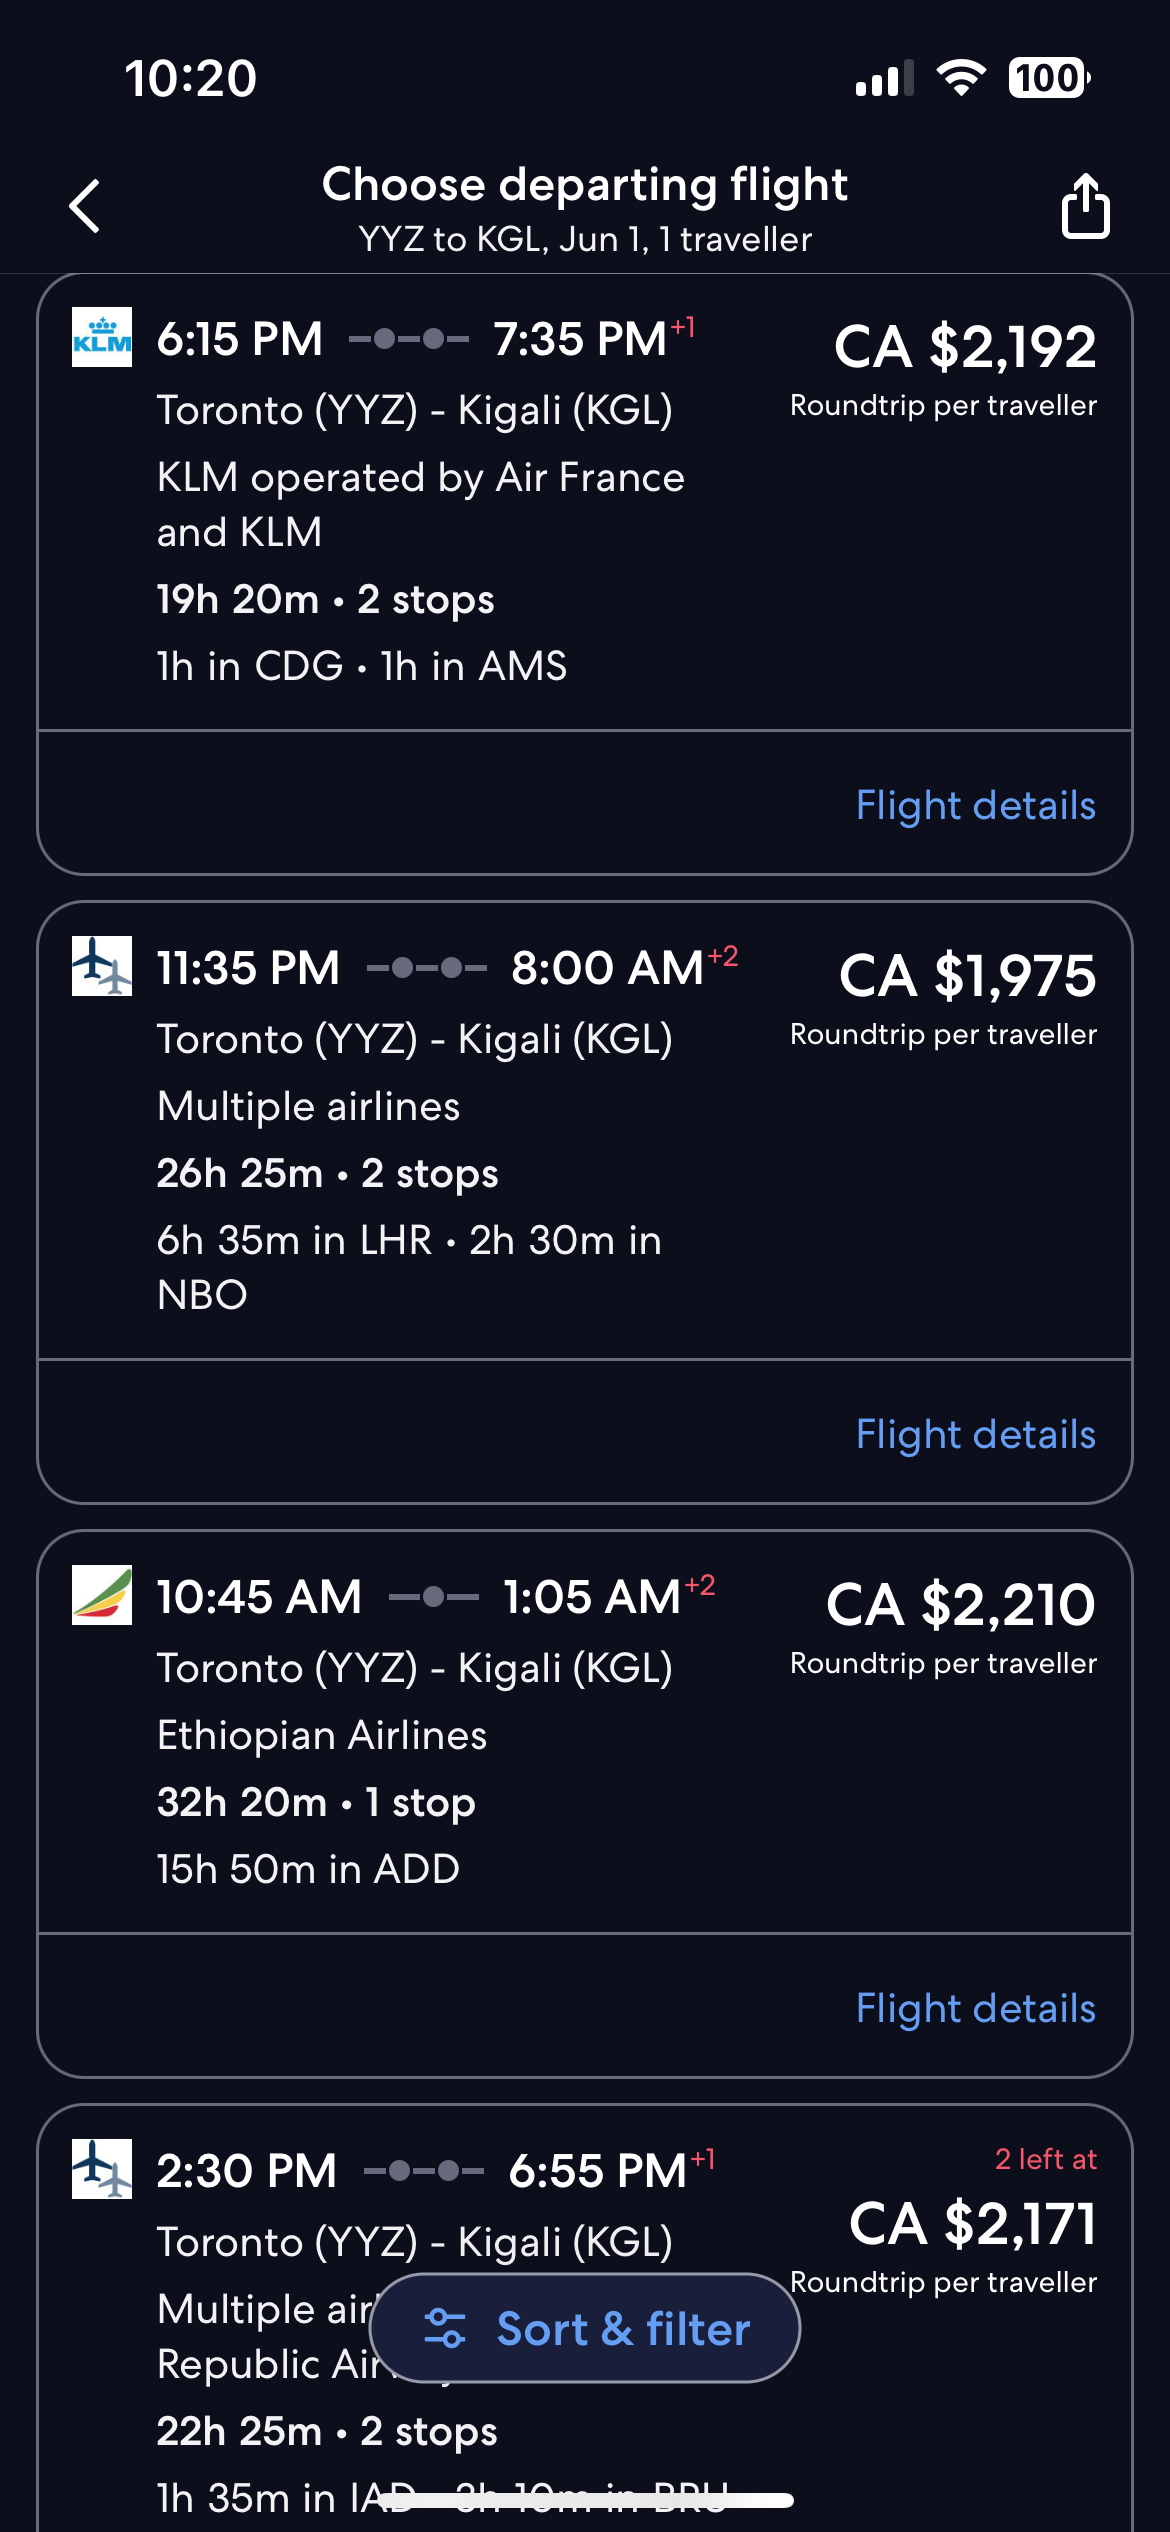 10:20
100
Choose departing flight
YYZ to KGL, Jun 1, 1 traveller
KLM
6:15 PM 7:35 PM+1
CA $2,192
Roundtrip per traveller
Toronto (YYZ) - Kigali (KGL)
KLM operated by Air France
and KLM
19h 20m • 2 stops
1h in CDG • 1h in AMS
Flight details
11:35 PM 8:00 AM+2
CA $1,975
Roundtrip per traveller
Toronto (YYZ) - Kigali (KGL)
Multiple airlines
26h 25m • 2 stops
6h 35m in LHR • 2h 30m in
NBO
Flight details
10:45 AM 1:05 AM+2
CA $2,210
Roundtrip per traveller
Toronto (YYZ) - Kigali (KGL)
Ethiopian Airlines
32h 20m • 1 stop
15h 50m in ADD
Flight details
2:30 PM 6:55 PM+1
2 left at
CA $2,171
Roundtrip per traveller
Toronto (YYZ) - Kigali (KGL)
Multiple
Republic
Sort & filter
22h 25m • 2 stops
1h 35m in IAD 3h 10m in BRU